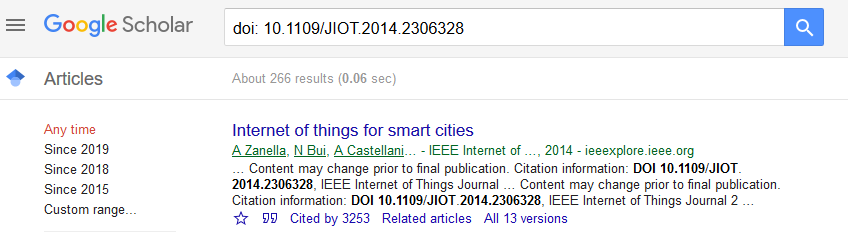 Google Scholar
doi: 10.1109/JIOT.2014.2306328
Articles
About 266 results (0.06 sec)
Any time
Since 2019
Since 2018
Since 2015
Custom range...
Internet of things for smart cities
A Zanella, N Bui, A Castellani… - IEEE Internet of …, 2014 - ieeexplore.ieee.org
... Content may change prior to final publication. Citation information: DOI 10.1109/JIOT.
2014.2306328, IEEE Internet of Things Journal ... Content may change prior to final publication.
Citation information: DOI 10.1109/JIOT.2014.2306328, IEEE Internet of Things Journal 2 ...
Cited by 3253 Related articles All 13 versions